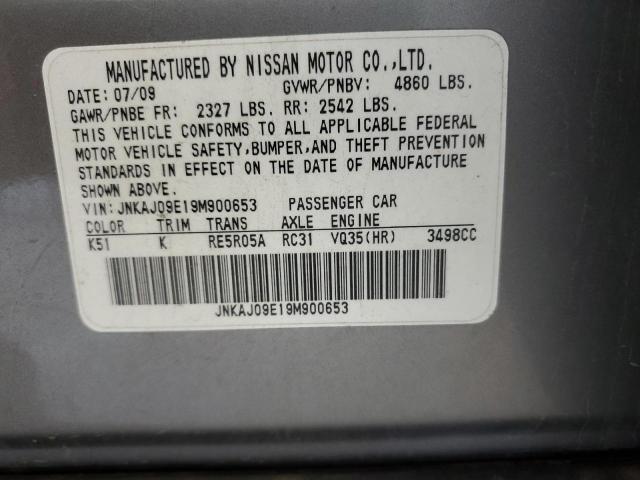 MANUFACTURED BY NISSAN MOTOR CO.,LTD.
DATE: 07/09 GVWR/PNBV: 4860 LBS.
GAWR/PNBE FR: 2327 LBS. RR: 2542 LBS.
THIS VEHICLE CONFORMS TO ALL APPLICABLE FEDERAL
MOTOR VEHICLE SAFETY,BUMPER,AND THEFT PREVENTION
STANDARDS IN EFFECT ON THE DATE OF MANUFACTURE
SHOWN ABOVE.
VIN: JNKAJ09E19M900653 PASSENGER CAR
COLOR TRIM TRANS AXLE ENGINE
K51 K RE5R05A RC31 VQ35(HR) 3498CC
JNKAJ09E19M900653